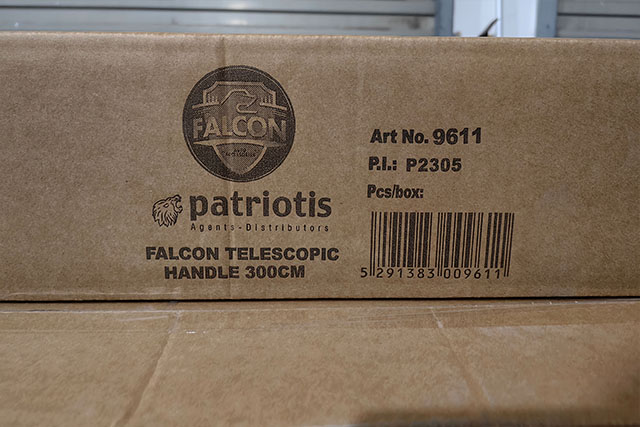 FALCON
patriotis
Agents-Distributors
FALCON TELESCOPIC
HANDLE 300CM
Art No. 9611
P.I.: P2305
Pcs/box:
5 291383 009611